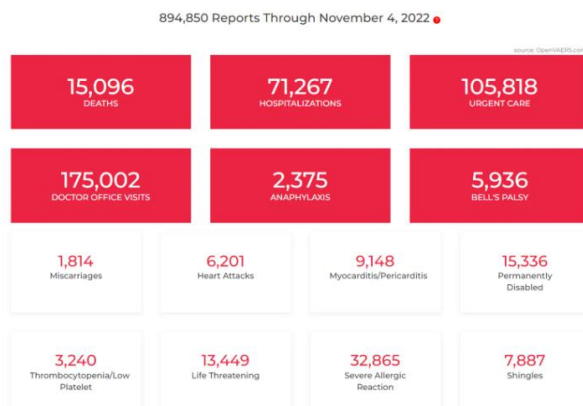 894,850 Reports Through November 4, 2022
source: OpenVAERS.com
15,096
DEATHS
71,267
HOSPITALIZATIONS
105,818
URGENT CARE
175,002
DOCTOR OFFICE VISITS
2,375
ANAPHYLAXIS
5,936
BELL'S PALSY
1,814
Miscarriages
6,201
Heart Attacks
9,148
Myocarditis/Pericarditis
15,336
Permanently
Disabled
3,240
Thrombocytopenia/Low
Platelet
13,449
Life Threatening
32,865
Severe Allergic
Reaction
7,887
Shingles